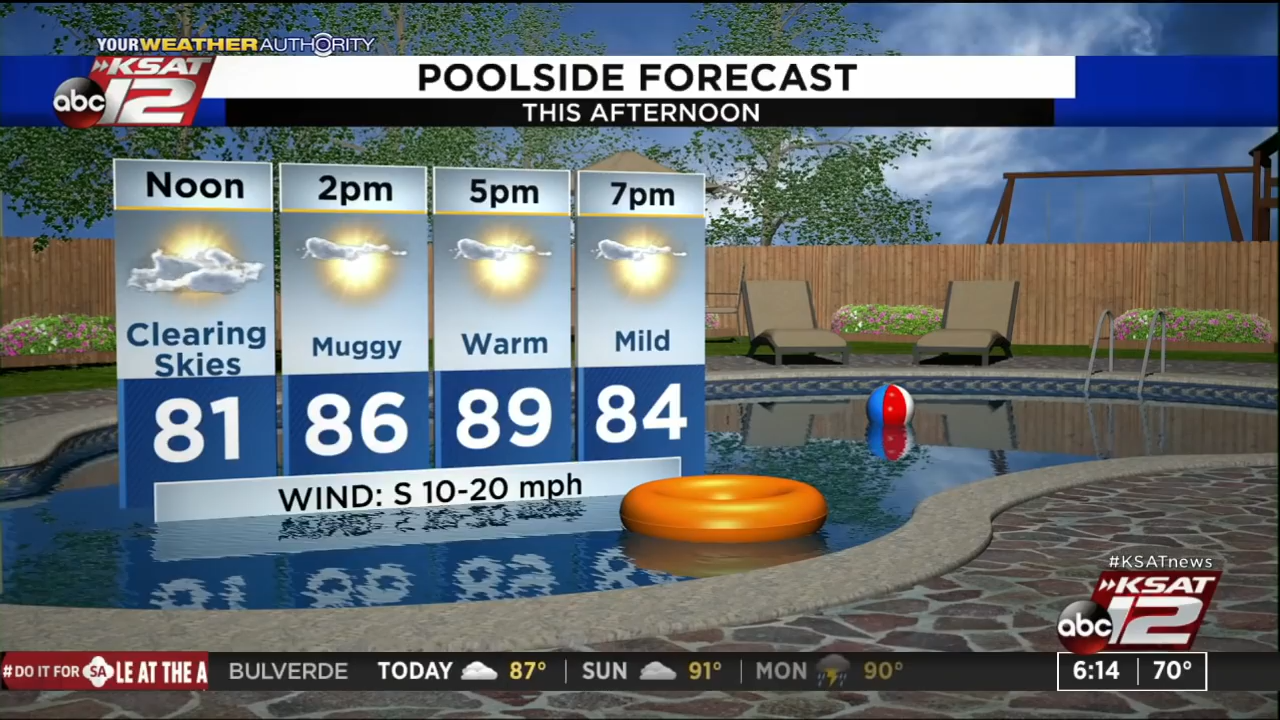 YOUR WEATHER AUTHORITY
KSAT
abc 12
POOLSIDE FORECAST
THIS AFTERNOON
Noon 2pm 5pm 7pm
Clearing Skies Muggy Warm Mild
81 86 89 84
WIND: S 10-20 mph
#KSATnews
KSAT
abc 12
#DO IT FOR SA LE AT THE A BULVERDE TODAY 87° SUN 91° MON 90° 6:14 70°